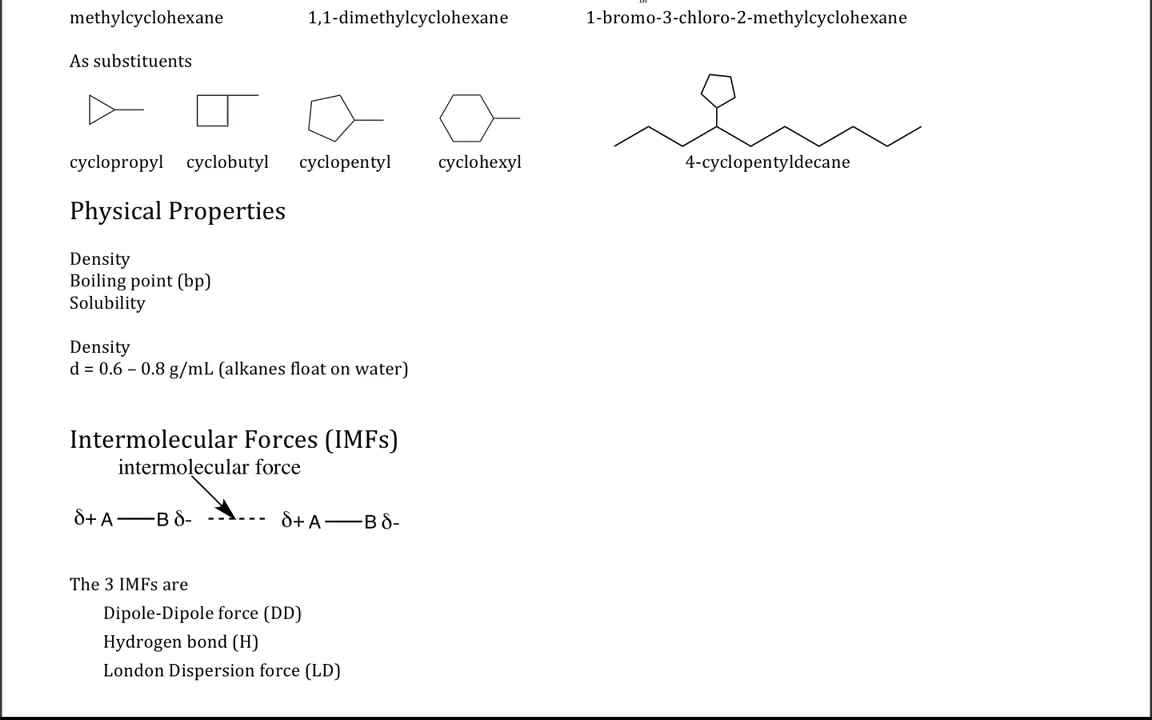 methylcyclohexane 1,1-dimethylcyclohexane 1-bromo-3-chloro-2-methylcyclohexane
As substituents
cyclopropyl cyclobutyl cyclopentyl cyclohexyl 4-cyclopentyldecane
Physical Properties
Density
Boiling point (bp)
Solubility
Density
d = 0.6 – 0.8 g/mL (alkanes float on water)
Intermolecular Forces (IMFs)
intermolecular force
δ+ A B δ- δ+ A B δ-
The 3 IMFs are
Dipole-Dipole force (DD)
Hydrogen bond (H)
London Dispersion force (LD)